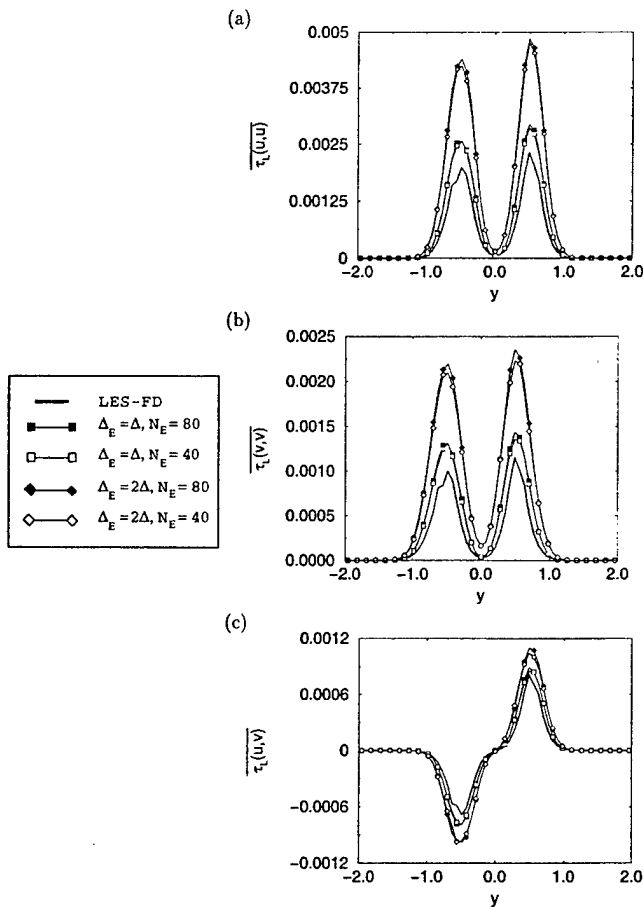 (a)
0.005
0.00375
0.0025
0.00125
0
τ_L(u,u)
−2.0 −1.0 0.0 1.0 2.0
y
(b)
0.0025
0.0020
0.0015
0.0010
0.0005
0.0000
τ_L(v,v)
−2.0 −1.0 0.0 1.0 2.0
y
LES-FD
Δ_E = Δ, N_E = 80
Δ_E = Δ, N_E = 40
Δ_E = 2Δ, N_E = 80
Δ_E = 2Δ, N_E = 40
(c)
0.0012
0.0006
0
−0.0006
−0.0012
τ_L(u,v)
−2.0 −1.0 0.0 1.0 2.0
y